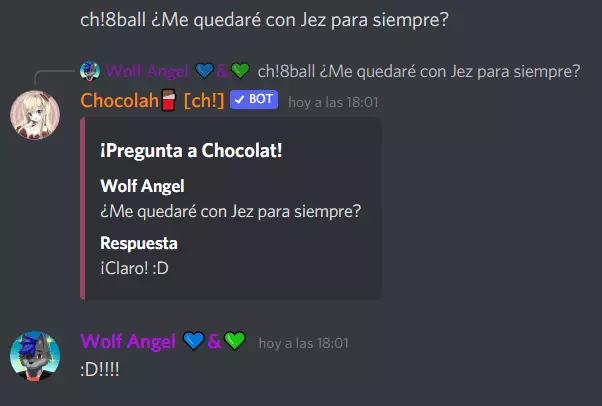 ch!8ball ¿Me quedaré con Jez para siempre?
Wolf Angel 💙&💚 ch!8ball ¿Me quedaré con Jez para siempre?
Chocolah🍫 [ch!] ✓ BOT hoy a las 18:01
¡Pregunta a Chocolat!
Wolf Angel
¿Me quedaré con Jez para siempre?
Respuesta
¡Claro! :D
Wolf Angel 💙&💚 hoy a las 18:01
:D!!!!